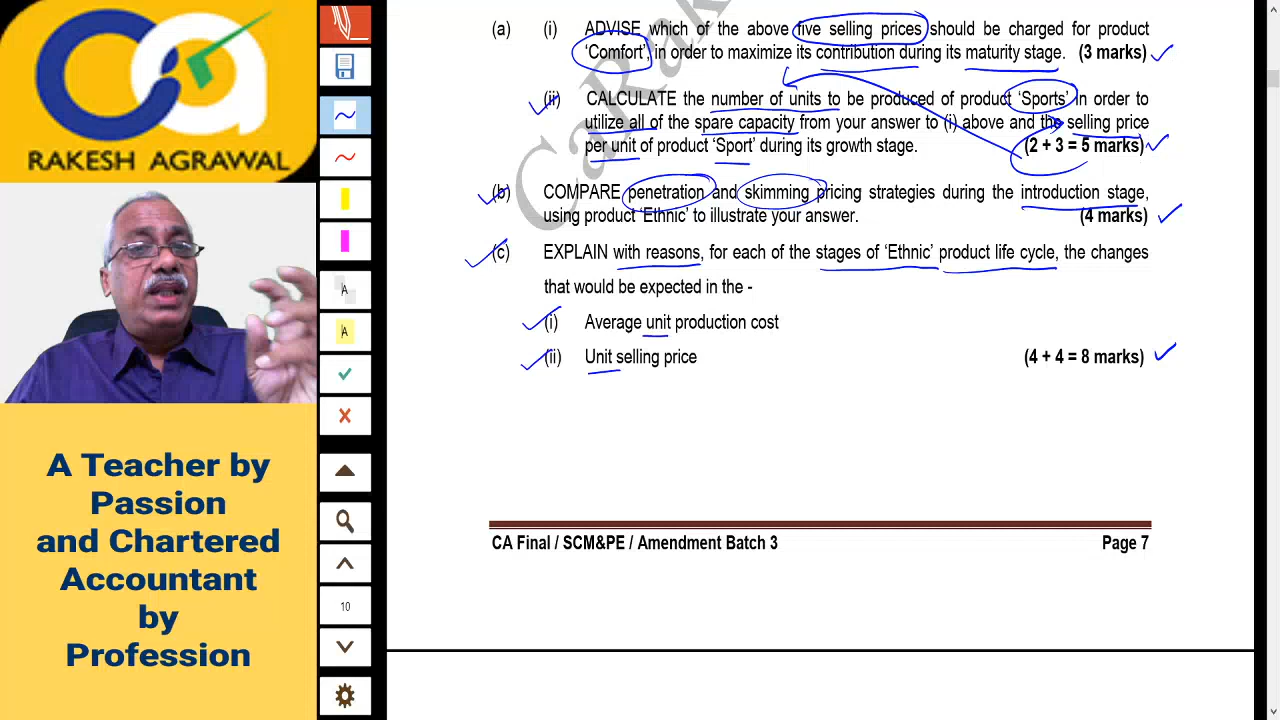 RAKESH AGRAWAL
A Teacher by
Passion
and Chartered
Accountant
by
Profession
A
A
10
CaRak
(a) (i) ADVISE which of the above five selling prices should be charged for product
‘Comfort’, in order to maximize its contribution during its maturity stage. (3 marks)
(ii) CALCULATE the number of units to be produced of product ‘Sports’ in order to
utilize all of the spare capacity from your answer to (i) above and the selling price
per unit of product ‘Sport’ during its growth stage. (2 + 3 = 5 marks)
(b) COMPARE penetration and skimming pricing strategies during the introduction stage,
using product ‘Ethnic’ to illustrate your answer. (4 marks)
(c) EXPLAIN with reasons, for each of the stages of ‘Ethnic’ product life cycle, the changes
that would be expected in the -
(i) Average unit production cost
(ii) Unit selling price (4 + 4 = 8 marks)
CA Final / SCM&PE / Amendment Batch 3 Page 7